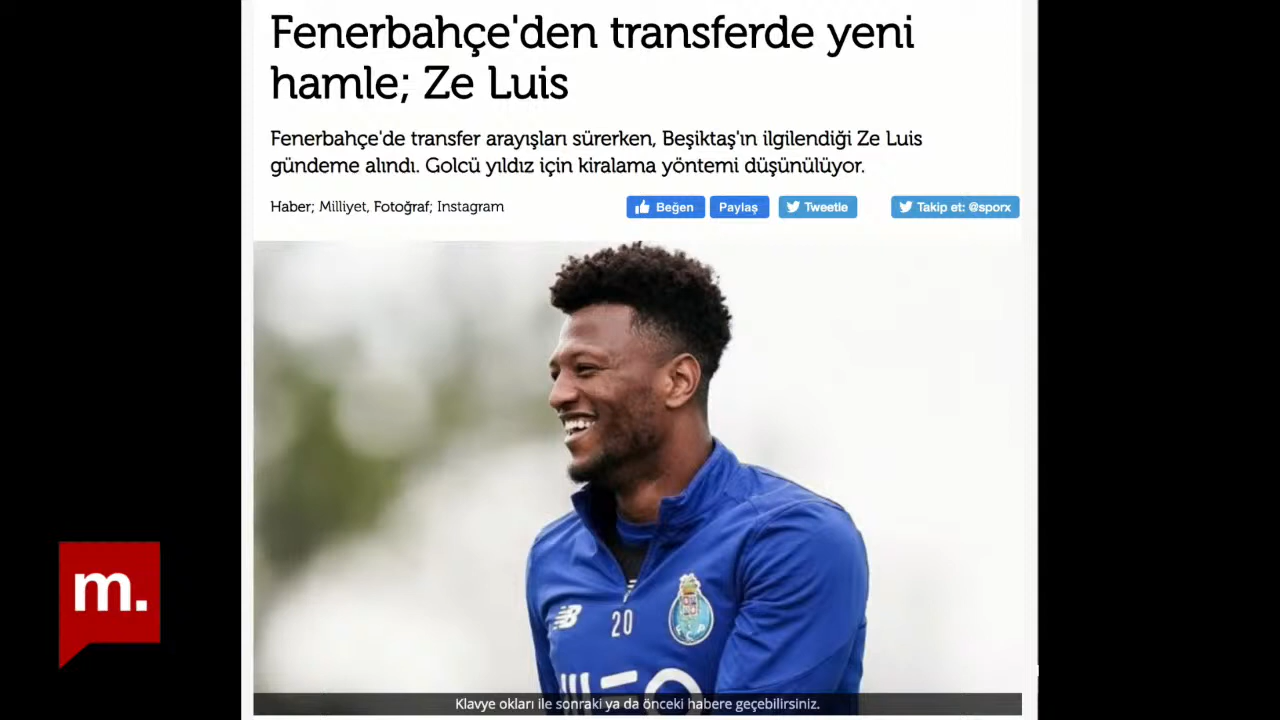 Fenerbahçe'den transferde yeni
hamle; Ze Luis
Fenerbahçe'de transfer arayışları sürerken, Beşiktaş'ın ilgilendiği Ze Luis
gündeme alındı. Golcü yıldız için kiralama yöntemi düşünülüyor.
Haber; Milliyet, Fotoğraf; Instagram
Beğen Paylaş Tweetle Takip et: @sporx
m.
20
Klavye okları ile sonraki ya da önceki habere geçebilirsiniz.